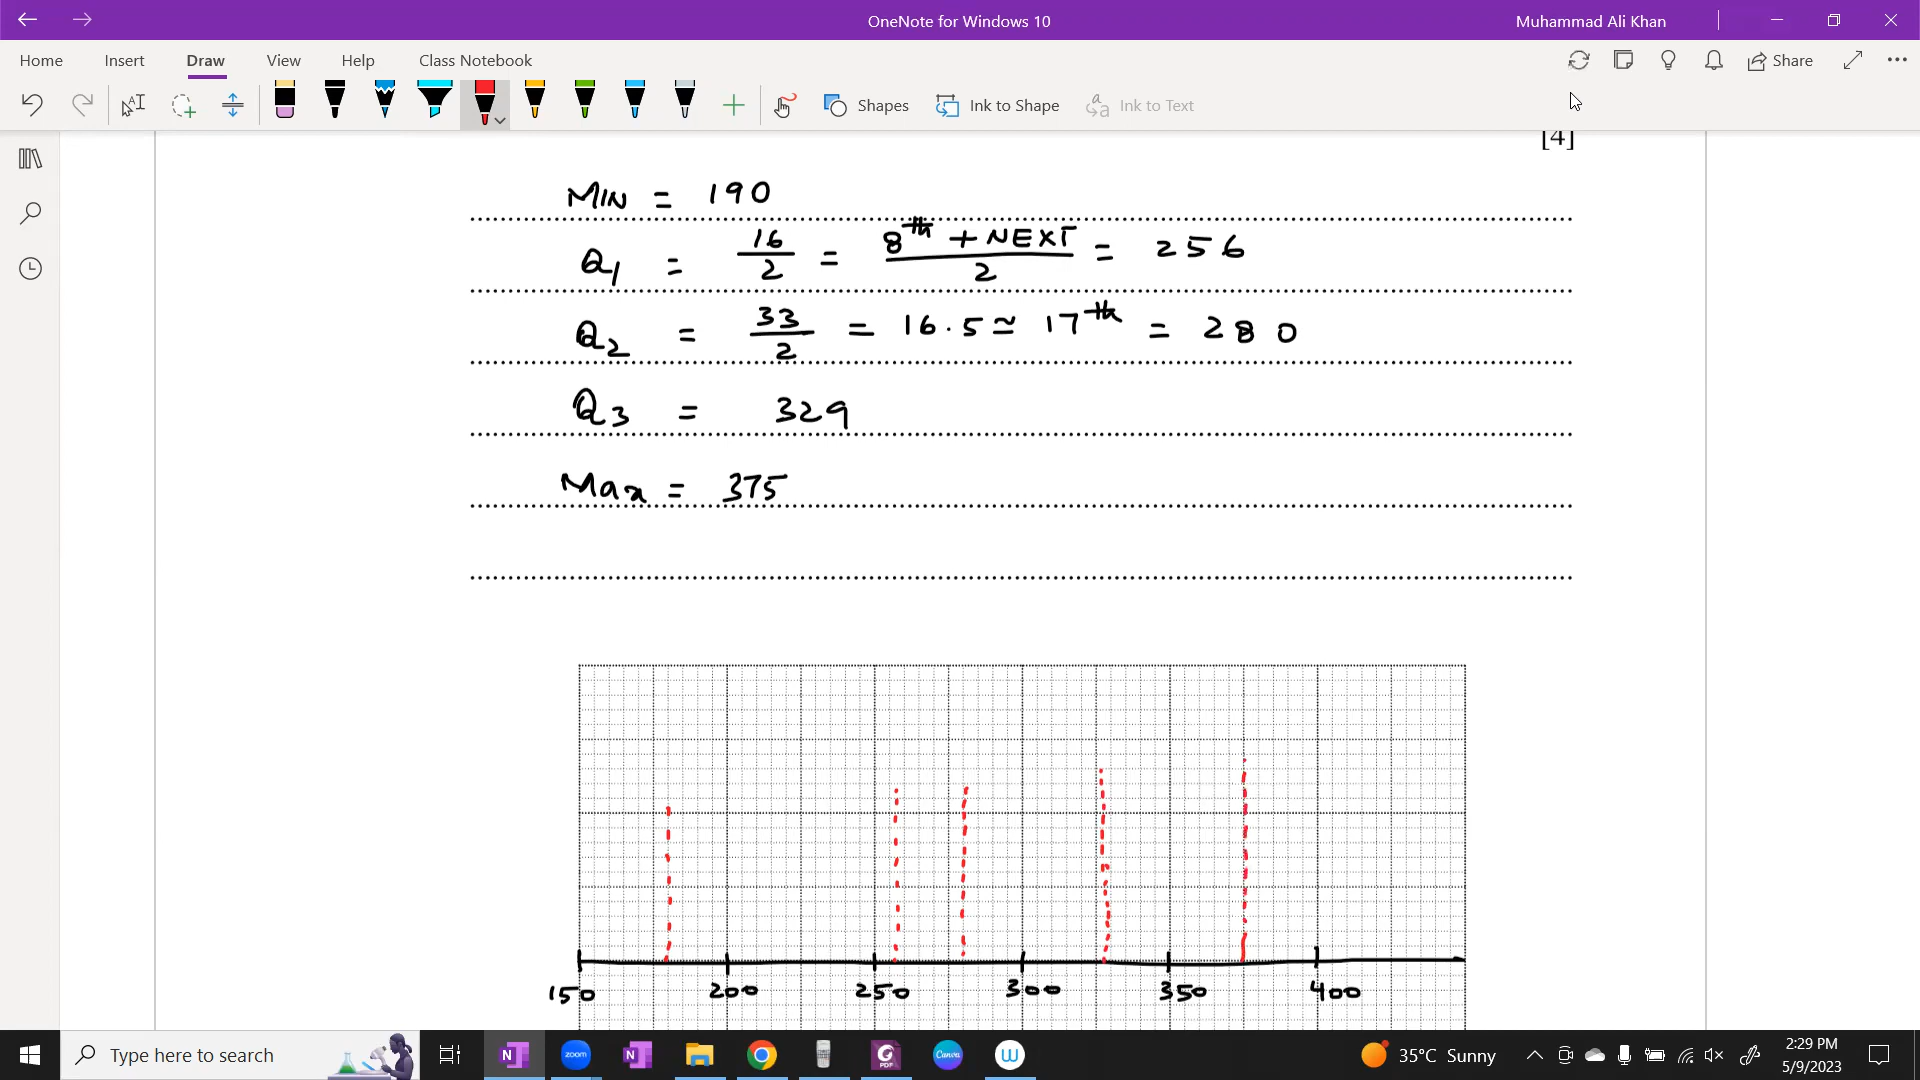 OneNote for Windows 10
Muhammad Ali Khan
Home Insert Draw View Help Class Notebook
Share
Shapes Ink to Shape Ink to Text
[4]
MIN = 190
Q1 = 16/2 = 8th + NEXT/2 = 256
Q2 = 33/2 = 16.5 ≃ 17th = 280
Q3 = 329
Max = 375
150 200 250 300 350 400
Type here to search
zoom
PDF
Canva
W
35°C Sunny
2:29 PM
5/9/2023